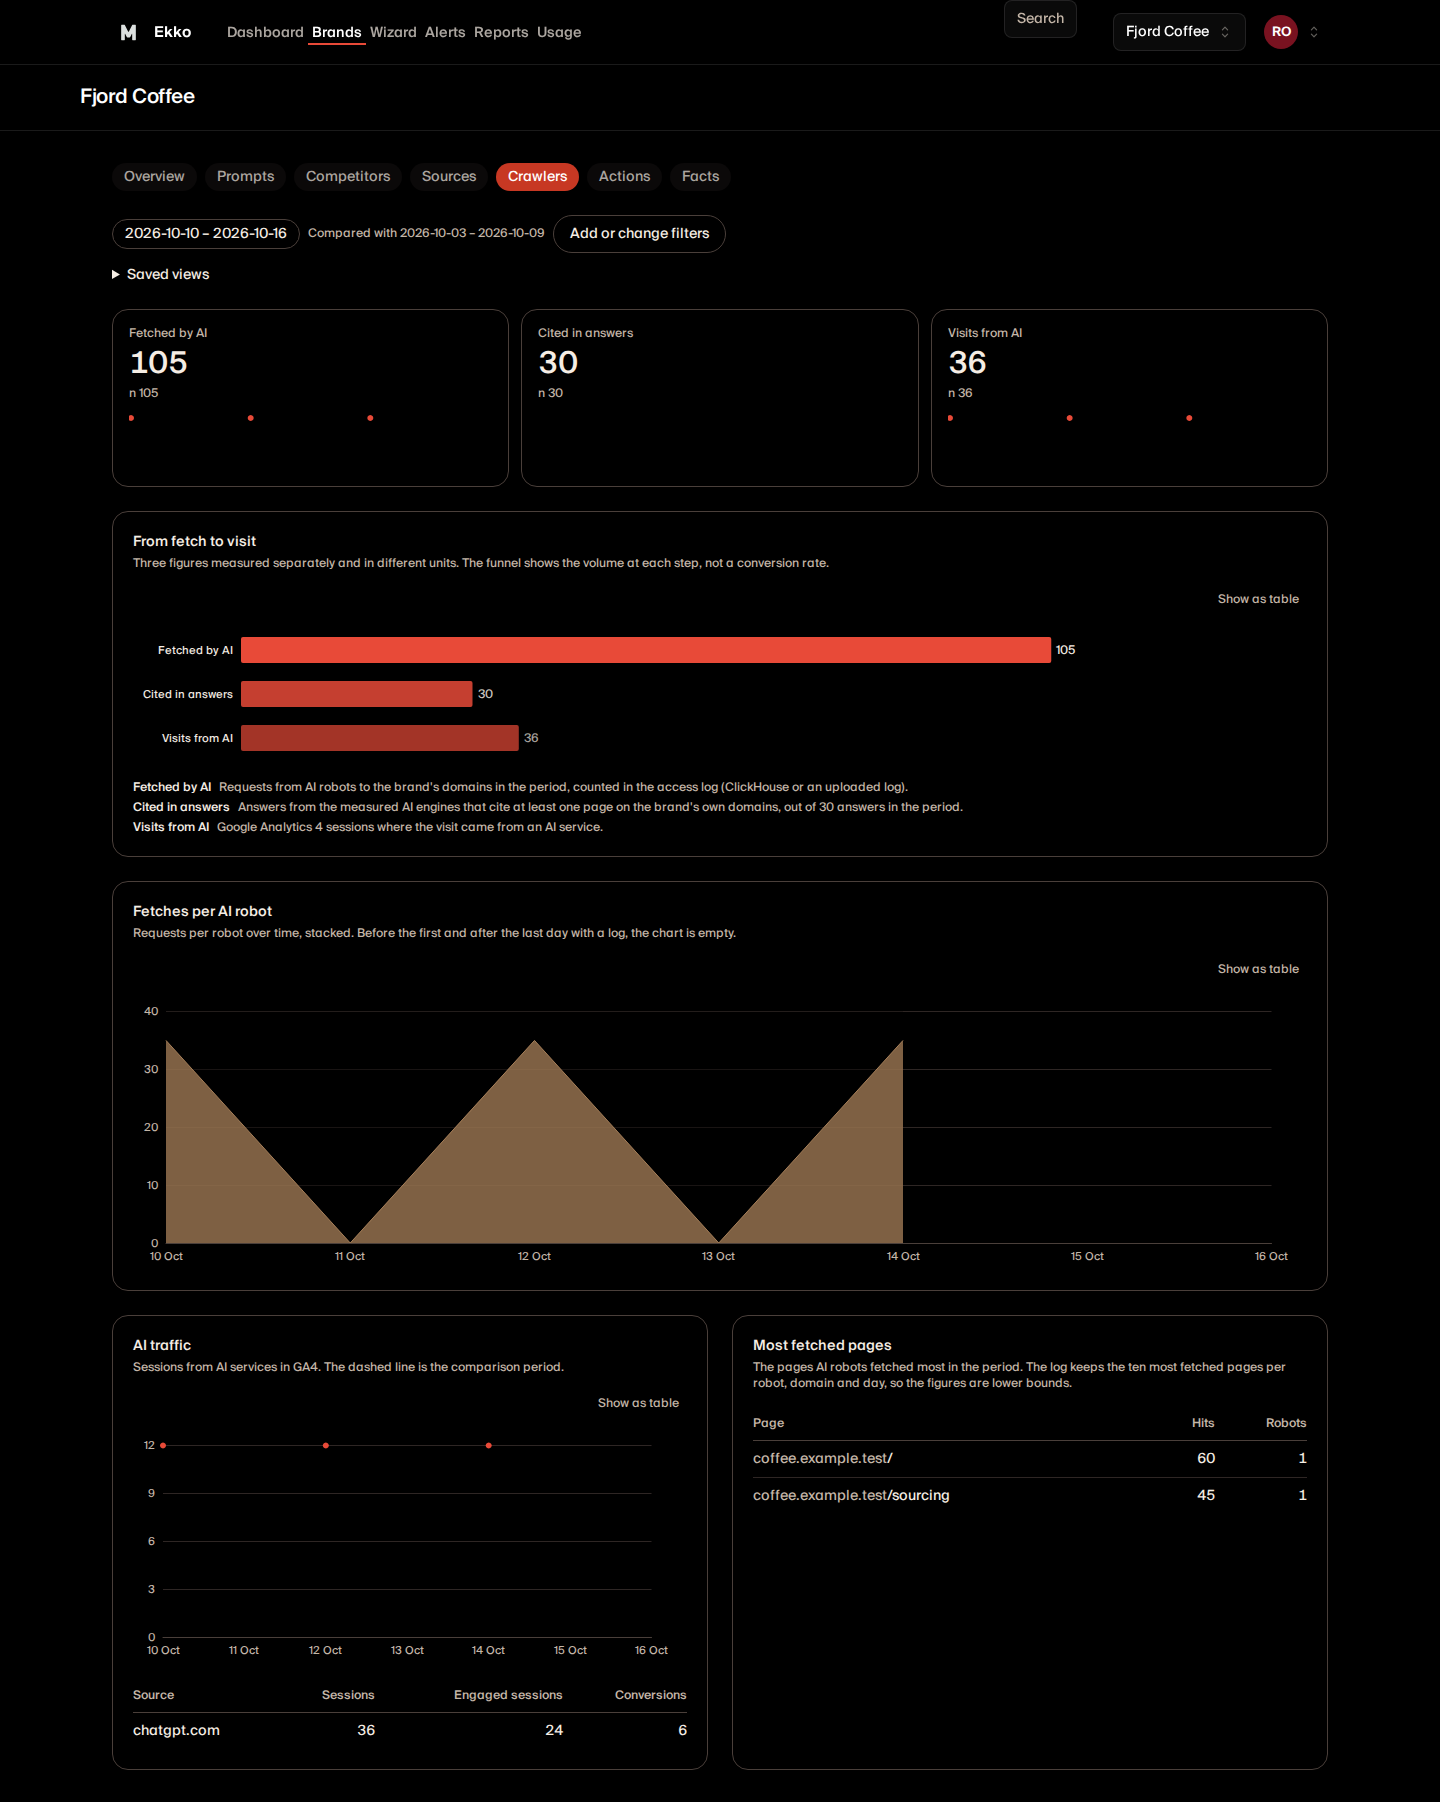 Ekko
Dashboard Brands Wizard Alerts Reports Usage
Search
Fjord Coffee
RO
Fjord Coffee
Overview Prompts Competitors Sources Crawlers Actions Facts
2026-10-10 – 2026-10-16 Compared with 2026-10-03 – 2026-10-09 Add or change filters
Saved views
Fetched by AI
105
n 105
Cited in answers
30
n 30
Visits from AI
36
n 36
From fetch to visit
Three figures measured separately and in different units. The funnel shows the volume at each step, not a conversion rate.
Show as table
Fetched by AI 105
Cited in answers 30
Visits from AI 36
Fetched by AI Requests from AI robots to the brand's domains in the period, counted in the access log (ClickHouse or an uploaded log).
Cited in answers Answers from the measured AI engines that cite at least one page on the brand's own domains, out of 30 answers in the period.
Visits from AI Google Analytics 4 sessions where the visit came from an AI service.
Fetches per AI robot
Requests per robot over time, stacked. Before the first and after the last day with a log, the chart is empty.
Show as table
40
30
20
10
0
10 Oct 11 Oct 12 Oct 13 Oct 14 Oct 15 Oct 16 Oct
AI traffic
Sessions from AI services in GA4. The dashed line is the comparison period.
Show as table
12
9
6
3
0
10 Oct 11 Oct 12 Oct 13 Oct 14 Oct 15 Oct 16 Oct
Source Sessions Engaged sessions Conversions
chatgpt.com 36 24 6
Most fetched pages
The pages AI robots fetched most in the period. The log keeps the ten most fetched pages per
robot, domain and day, so the figures are lower bounds.
Page Hits Robots
coffee.example.test/ 60 1
coffee.example.test/sourcing 45 1